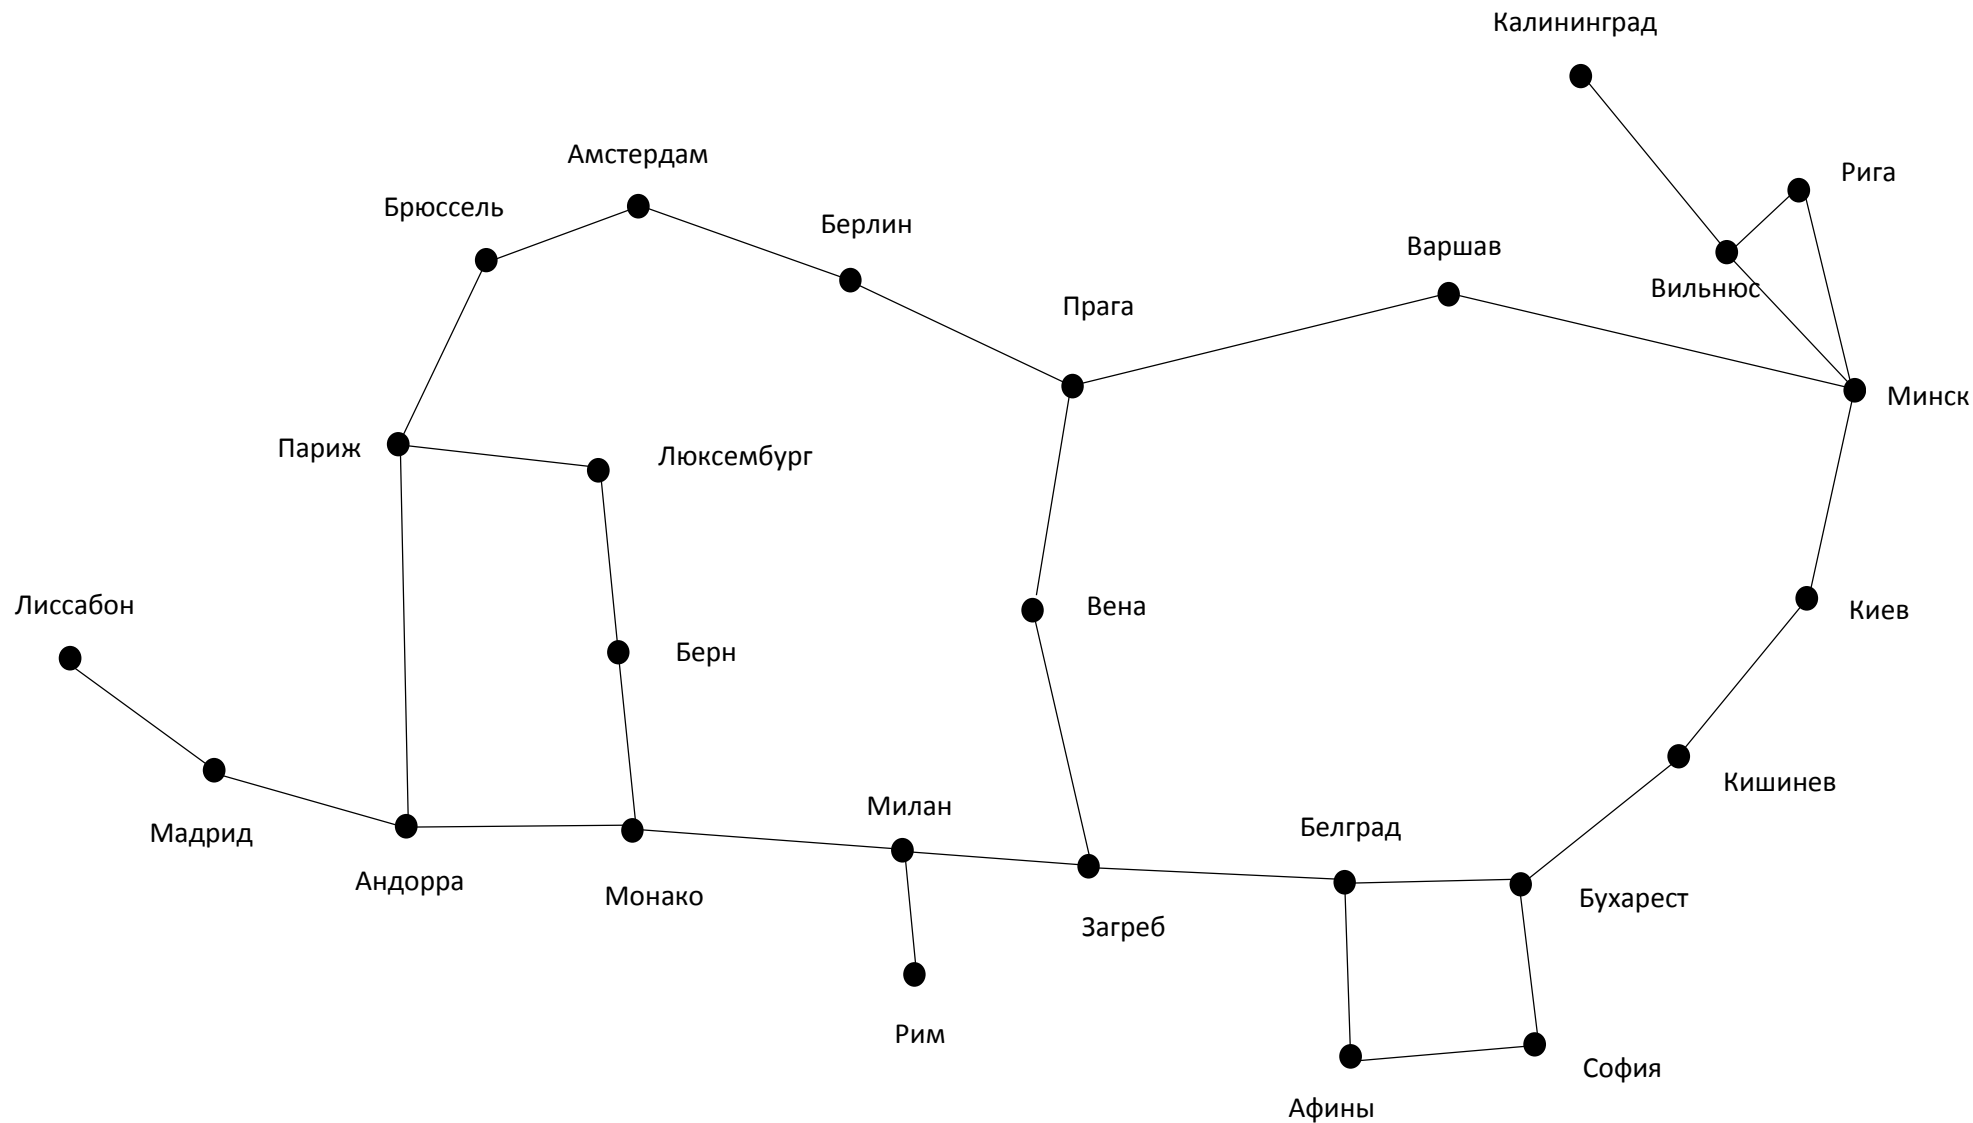 Калининград
Амстердам
Рига
Брюссель
Берлин
Варшав
Вильнюс
Прага
Минск
Париж
Люксембург
Лиссабон
Вена
Киев
Берн
Кишинев
Милан
Мадрид
Белград
Андорра
Монако
Бухарест
Загреб
Рим
София
Афины